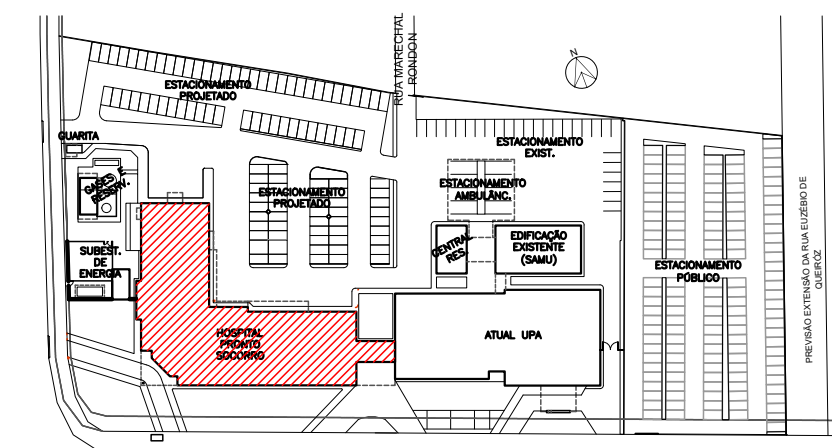 RUA MARECHAL
RONDON
N
ESTACIONAMENTO
PROJETADO
GUARITA
ESTACIONAMENTO
EXIST.
GASES E
RESERV.
ESTACIONAMENTO
PROJETADO
ESTACIONAMENTO
AMBULÂNC.
CENTRAL
RES.
EDIFICAÇÃO
EXISTENTE
(SAMU)
SUBEST.
DE
ENERGIA
ESTACIONAMENTO
PÚBLICO
PREVISÃO EXTENSÃO DA RUA EUZÉBIO DE
QUEIRÓZ
HOSPITAL
PRONTO
SOCORRO
ATUAL UPA